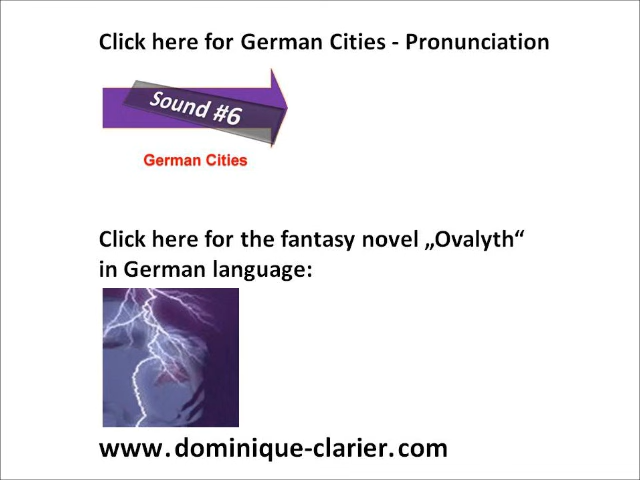 Click here for German Cities - Pronunciation
Sound #6
German Cities
Click here for the fantasy novel „Ovalyth“
in German language:
www.dominique-clarier.com